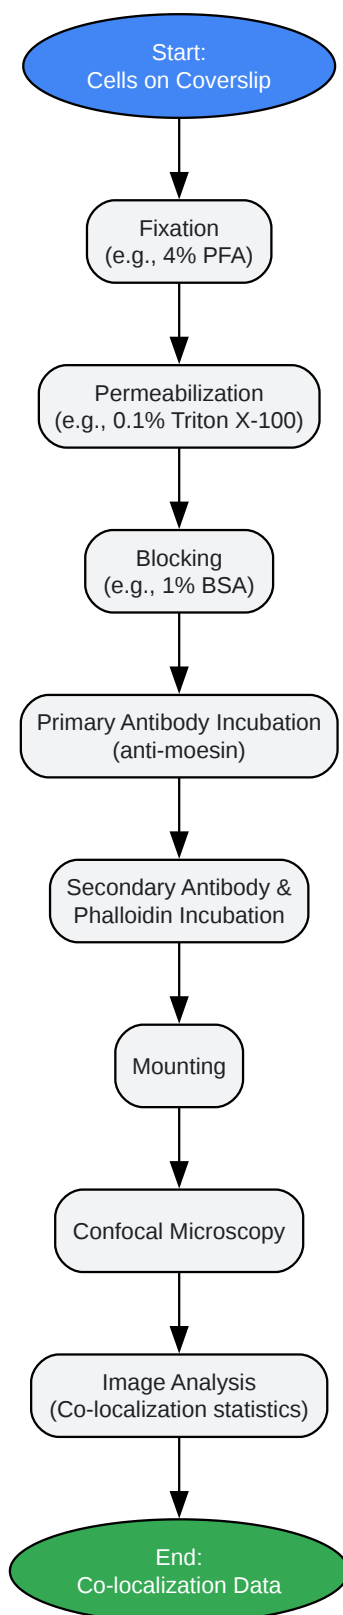 Start:
Cells on Coverslip
Fixation
(e.g., 4% PFA)
Permeabilization
(e.g., 0.1% Triton X-100)
Blocking
(e.g., 1% BSA)
Primary Antibody Incubation
(anti-moesin)
Secondary Antibody &
Phalloidin Incubation
Mounting
Confocal Microscopy
Image Analysis
(Co-localization statistics)
End:
Co-localization Data